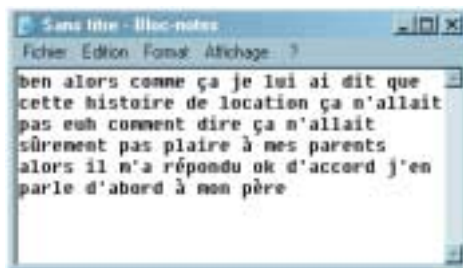 Sans titre - Bloc-notes
Fichier Edition Format Affichage ?
ben alors comme ça je lui ai dit que
cette histoire de location ça n'allait
pas euh comment dire ça n'allait
sûrement pas plaire à mes parents
alors il m'a répondu ok d'accord j'en
parle d'abord à mon père